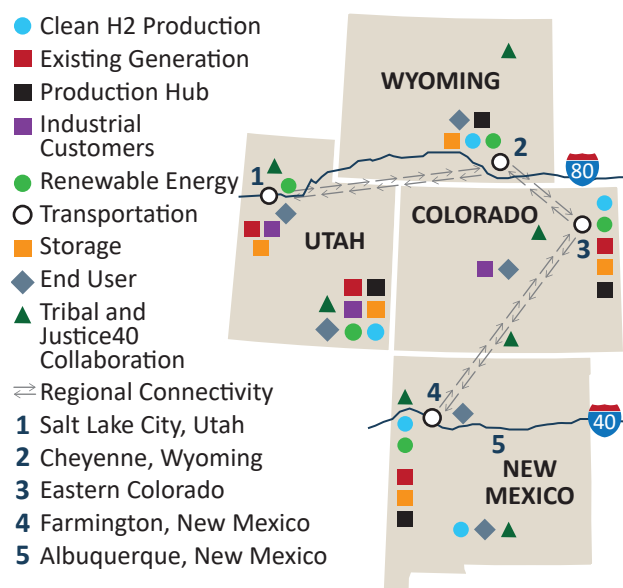 Clean H2 Production
Existing Generation
Production Hub
Industrial
Customers
Renewable Energy
Transportation
Storage
End User
Tribal and
Justice40
Collaboration
Regional Connectivity
1 Salt Lake City, Utah
2 Cheyenne, Wyoming
3 Eastern Colorado
4 Farmington, New Mexico
5 Albuquerque, New Mexico
WYOMING
2
80
1
UTAH
COLORADO
3
4
40
5
NEW
MEXICO